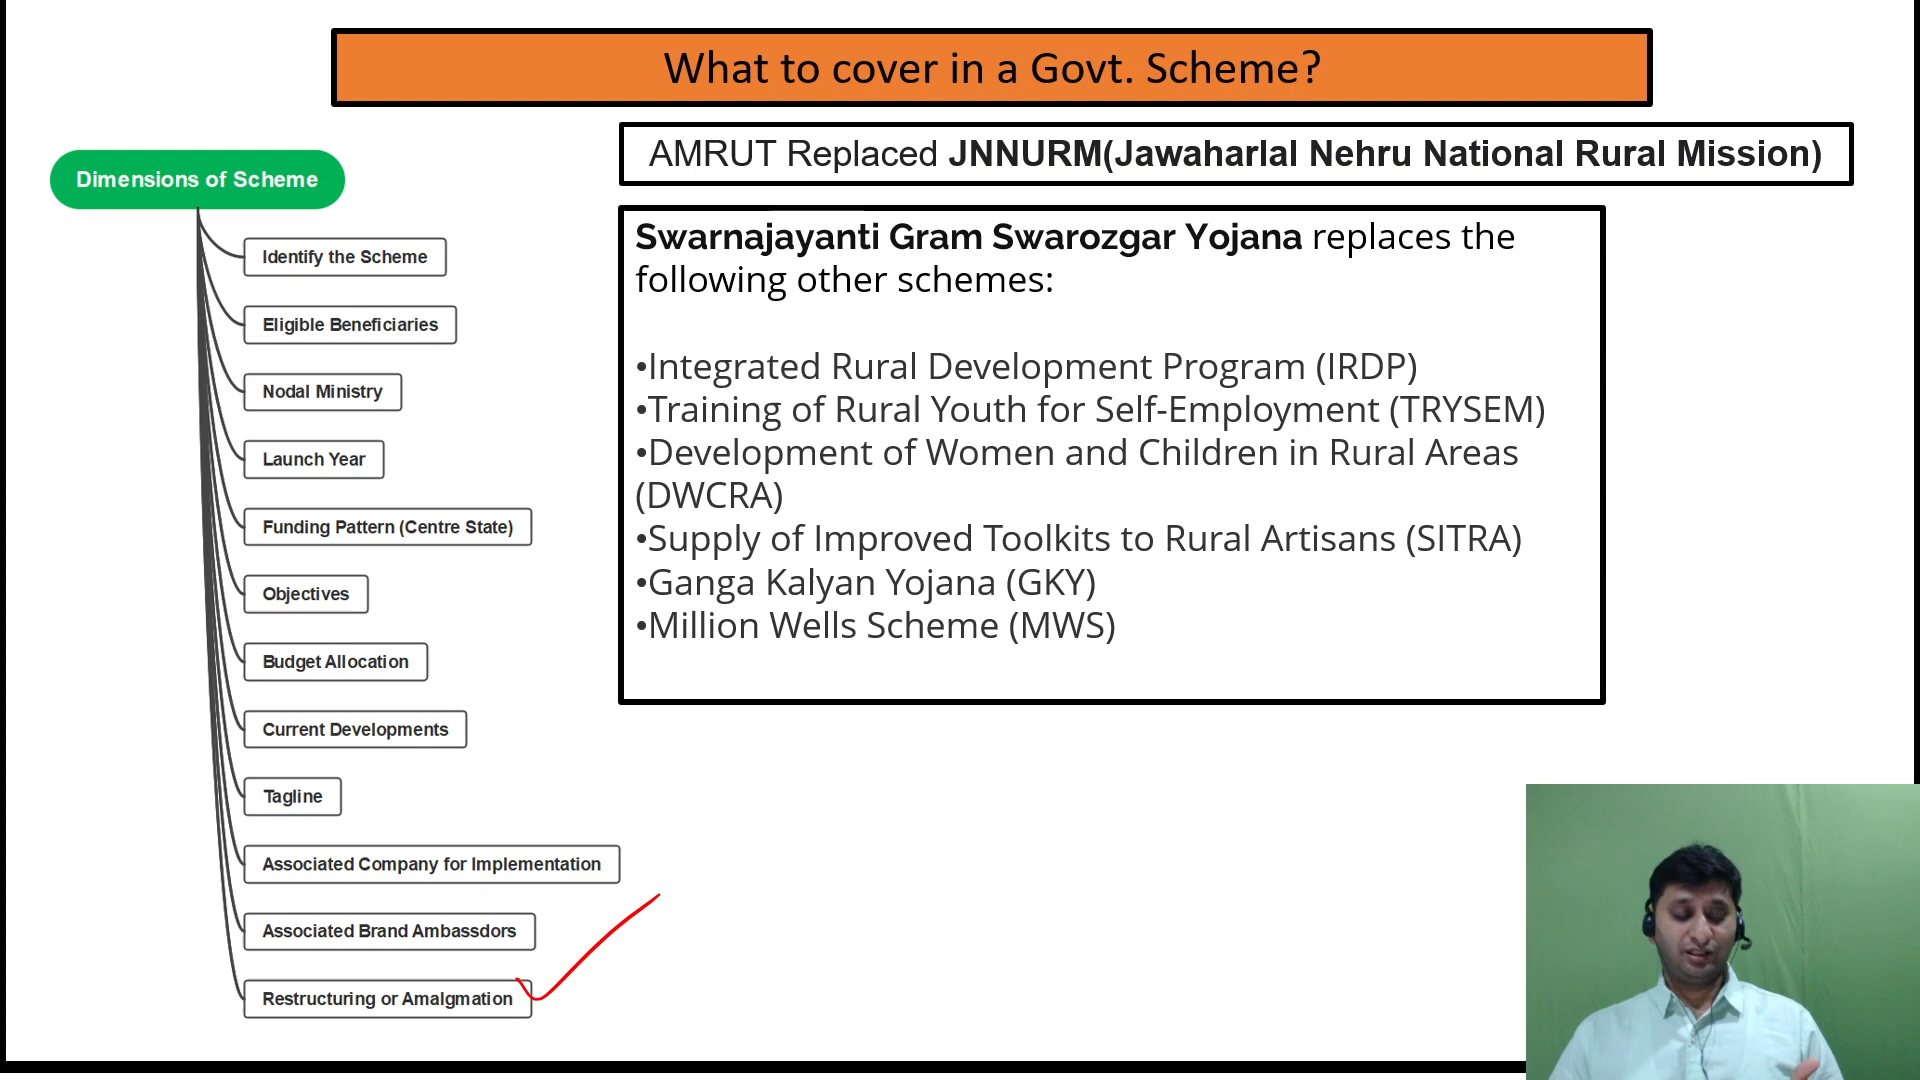 What to cover in a Govt. Scheme?
AMRUT Replaced JNNURM(Jawaharlal Nehru National Rural Mission)
Dimensions of Scheme
Identify the Scheme
Eligible Beneficiaries
Nodal Ministry
Launch Year
Funding Pattern (Centre State)
Objectives
Budget Allocation
Current Developments
Tagline
Associated Company for Implementation
Associated Brand Ambassdors
Restructuring or Amalgmation
Swarnajayanti Gram Swarozgar Yojana replaces the
following other schemes:
•Integrated Rural Development Program (IRDP)
•Training of Rural Youth for Self-Employment (TRYSEM)
•Development of Women and Children in Rural Areas
(DWCRA)
•Supply of Improved Toolkits to Rural Artisans (SITRA)
•Ganga Kalyan Yojana (GKY)
•Million Wells Scheme (MWS)